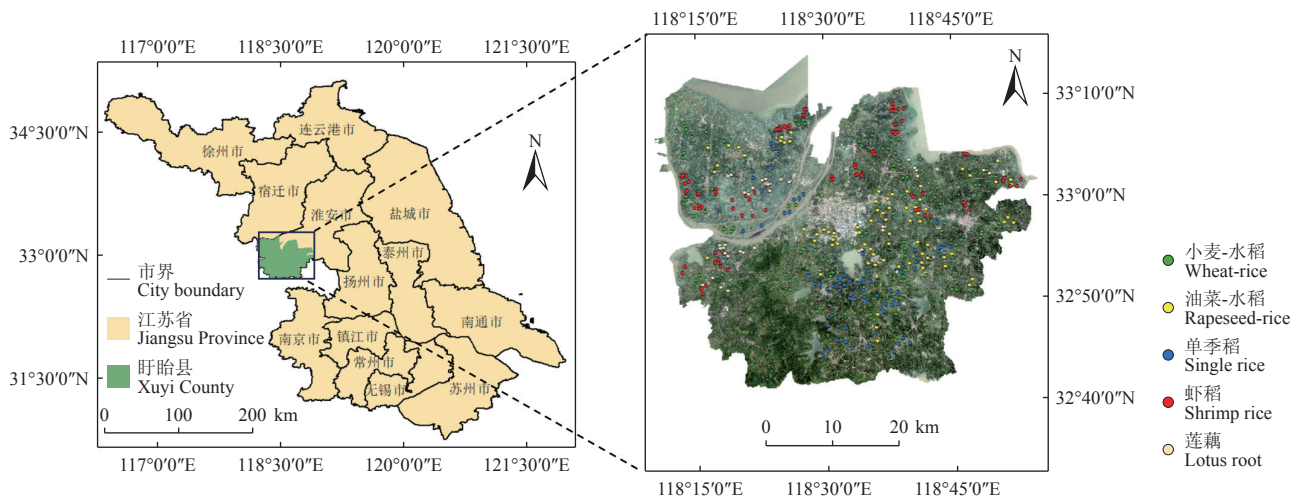 117°0′0″E
118°30′0″E
120°0′0″E
121°30′0″E
34°30′0″N
33°0′0″N
31°30′0″N
N
连云港市
徐州市
宿迁市
淮安市
盐城市
泰州市
扬州市
南通市
南京市
镇江市
常州市
无锡市
苏州市
市界
City boundary
江苏省
Jiangsu Province
盱眙县
Xuyi County
0 100 200 km
117°0′0″E
118°30′0″E
120°0′0″E
121°30′0″E
118°15′0″E
118°30′0″E
118°45′0″E
N
33°10′0″N
33°0′0″N
32°50′0″N
32°40′0″N
0 10 20 km
118°15′0″E
118°30′0″E
118°45′0″E
小麦-水稻
Wheat-rice
油菜-水稻
Rapeseed-rice
单季稻
Single rice
虾稻
Shrimp rice
莲藕
Lotus root